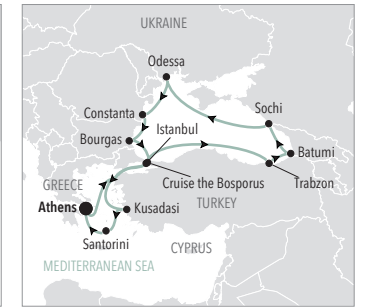 UKRAINE
Odessa
Constanta
Sochi
Istanbul
Bourgas
Batumi
Cruise the Bosporus
Trabzon
GREECE
TURKEY
Athens
Kusadasi
Santorini
CYPRUS
MEDITERRANEAN SEA